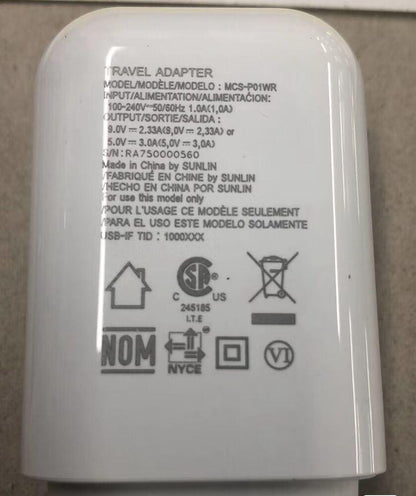 TRAVEL ADAPTER
MODEL/MODÈLE/MODELO : MCS-P01WR
INPUT/ALIMENTATION/ALIMENTACIÓN:
100-240V~50/60Hz 1.0A(1,0A)
OUTPUT/SORTIE/SALIDA :
9.0V⎓2.33A(9,0V⎓2,33A) or
5.0V⎓3.0A(5,0V⎓3,0A)
S/N: RA750000560
Made in China by SUNLIN
/FABRIQUÉ EN CHINE by SUNLIN
/HECHO EN CHINA POR SUNLIN
For use this model only
/POUR L'USAGE CE MODÈLE SEULEMENT
/PARA EL USO ESTE MODELO SOLAMENTE
USB-IF TID : 1000XXX
C SA ® US
245185
I.T.E
NOM NYCE VI